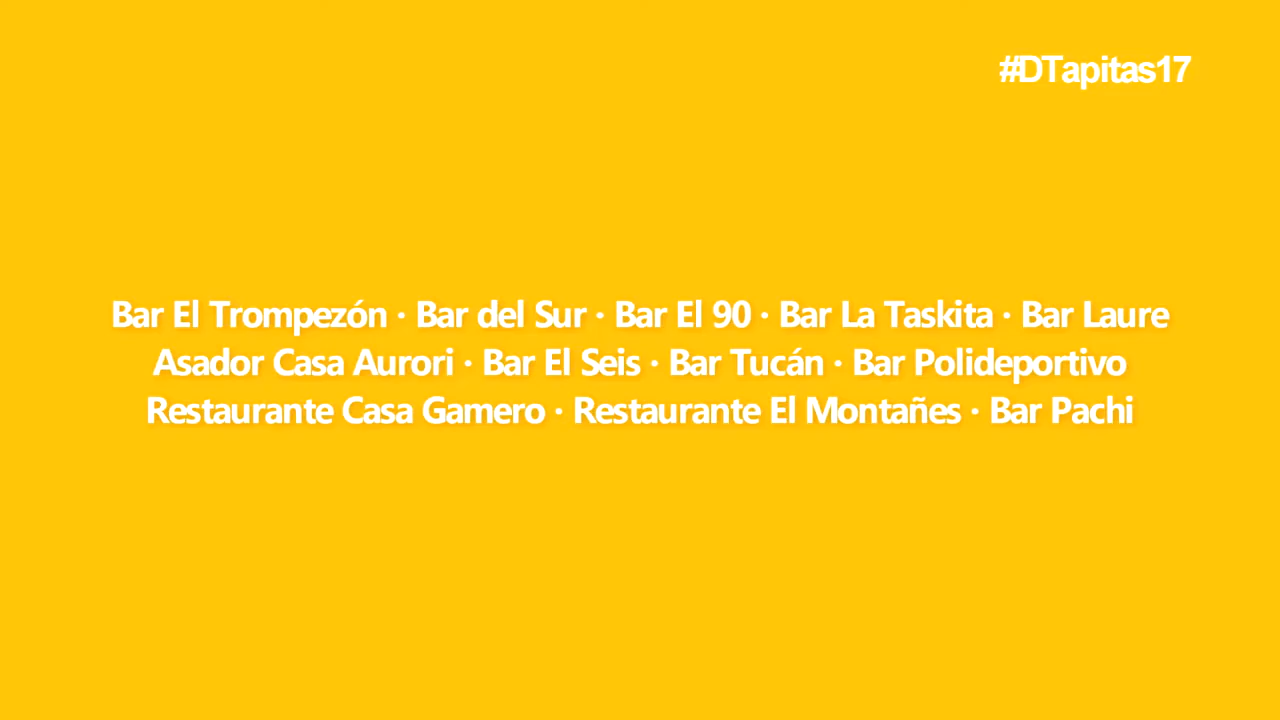 #DTapitas17
Bar El Trompezón · Bar del Sur · Bar El 90 · Bar La Taskita · Bar Laure
Asador Casa Aurori · Bar El Seis · Bar Tucán · Bar Polideportivo
Restaurante Casa Gamero · Restaurante El Montañes · Bar Pachi